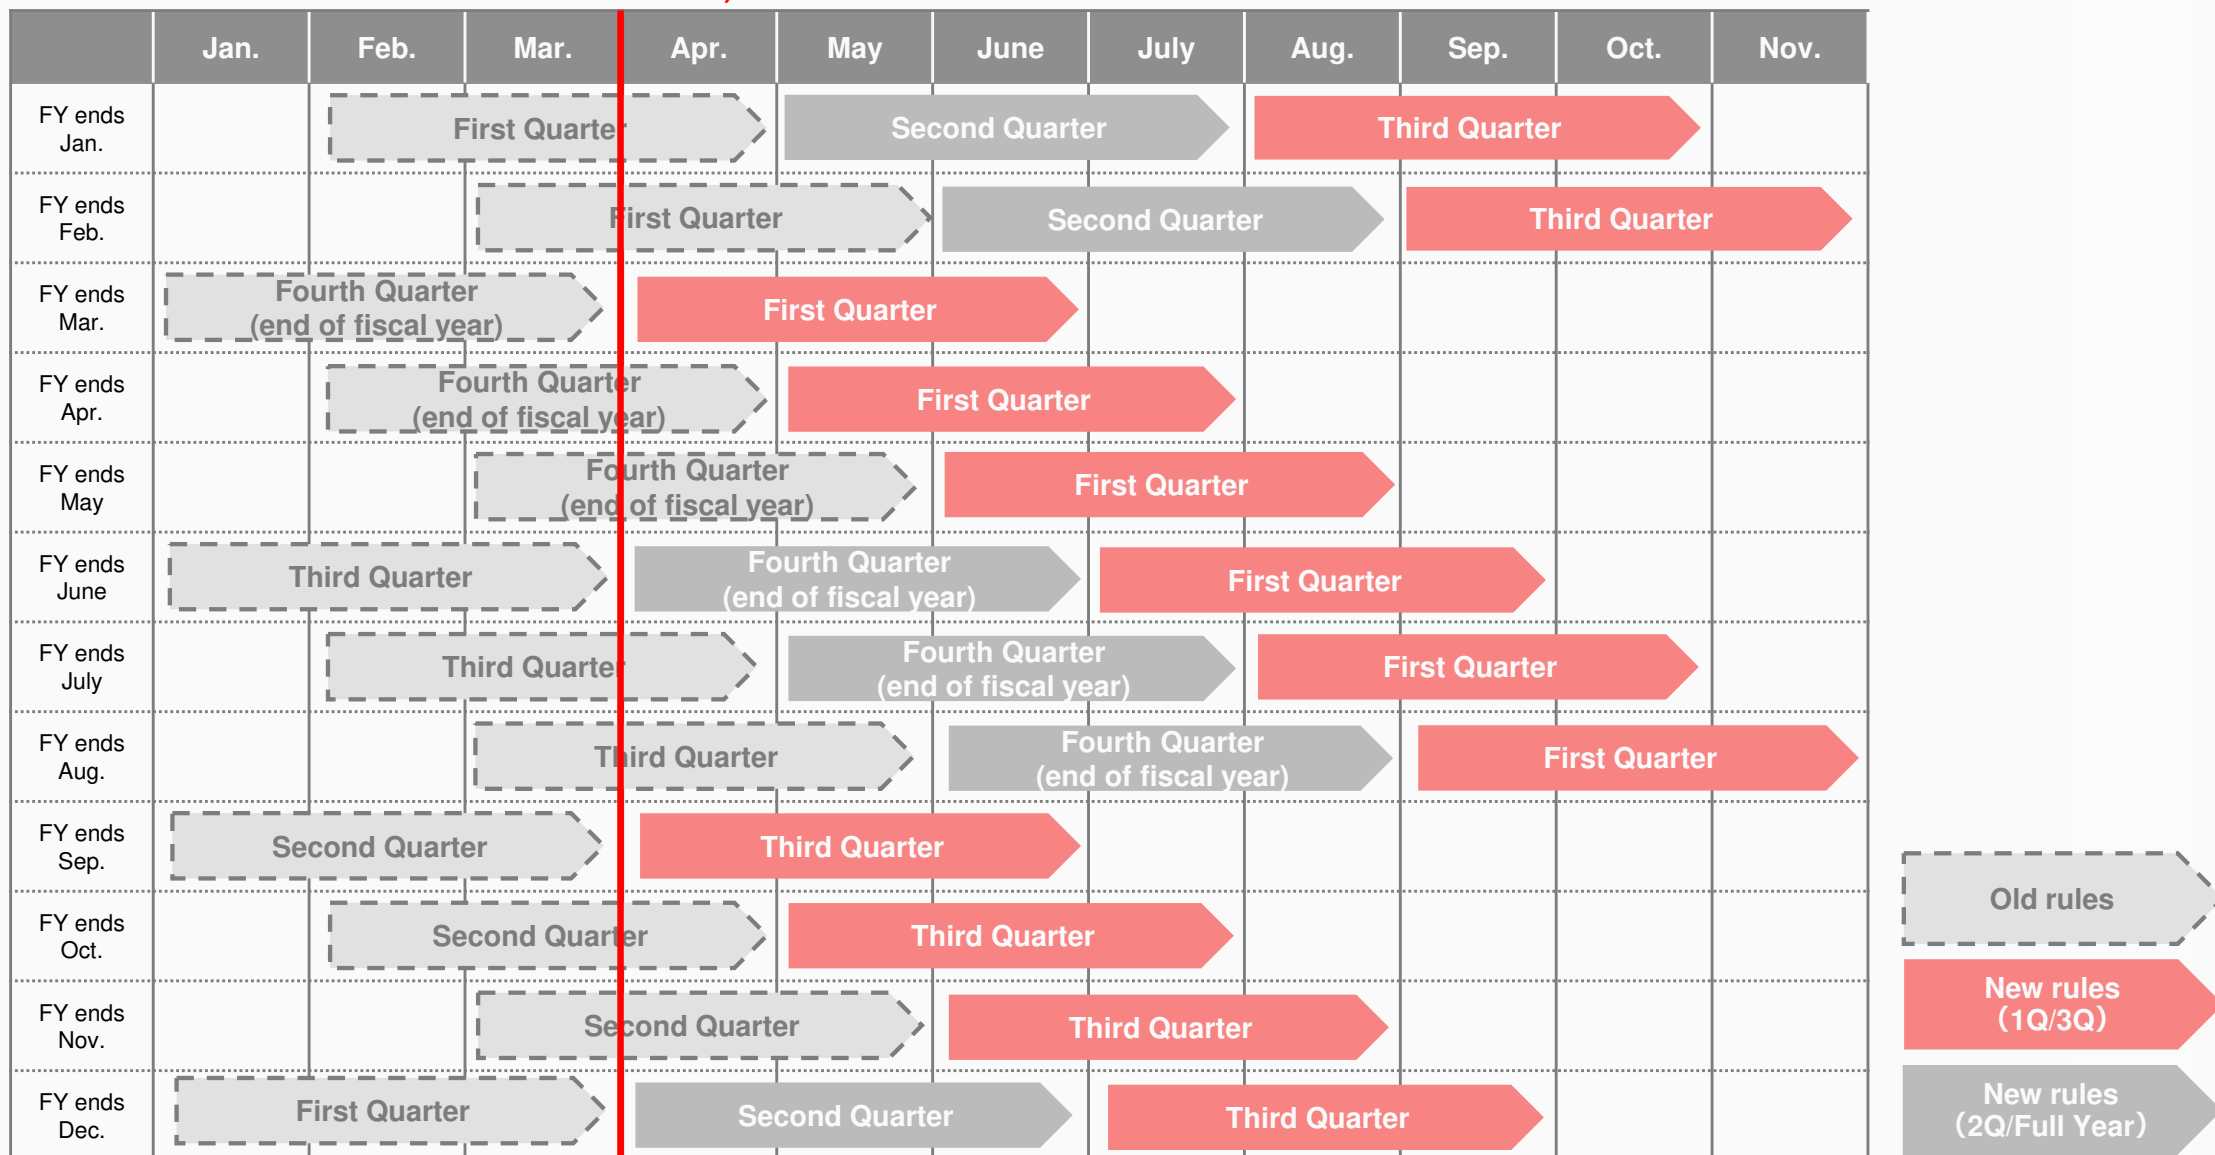 Jan. Feb. Mar. Apr. May June July Aug. Sep. Oct. Nov.
FY ends
Jan.
First Quarter
Second Quarter
Third Quarter
FY ends
Feb.
First Quarter
Second Quarter
Third Quarter
FY ends
Mar.
Fourth Quarter
(end of fiscal year)
First Quarter
FY ends
Apr.
Fourth Quarter
(end of fiscal year)
First Quarter
FY ends
May
Fourth Quarter
(end of fiscal year)
First Quarter
FY ends
June
Third Quarter
Fourth Quarter
(end of fiscal year)
First Quarter
FY ends
July
Third Quarter
Fourth Quarter
(end of fiscal year)
First Quarter
FY ends
Aug.
Third Quarter
Fourth Quarter
(end of fiscal year)
First Quarter
FY ends
Sep.
Second Quarter
Third Quarter
FY ends
Oct.
Second Quarter
Third Quarter
FY ends
Nov.
Second Quarter
Third Quarter
FY ends
Dec.
First Quarter
Second Quarter
Third Quarter
Old rules
New rules
（1Q/3Q）
New rules
（2Q/Full Year）